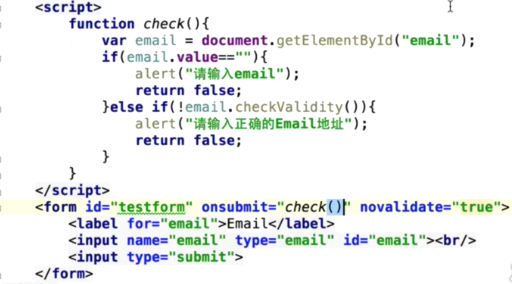 <script>
function check(){
var email = document.getElementById("email");
if(email.value==""){
alert("请输入email");
return false;
}else if(!email.checkValidity()){
alert("请输入正确的Email地址");
return false;
}
}
</script>
<form id="testform" onsubmit="check()" novalidate="true">
<label for="email">Email</label>
<input name="email" type="email" id="email"><br/>
<input type="submit">
</form>